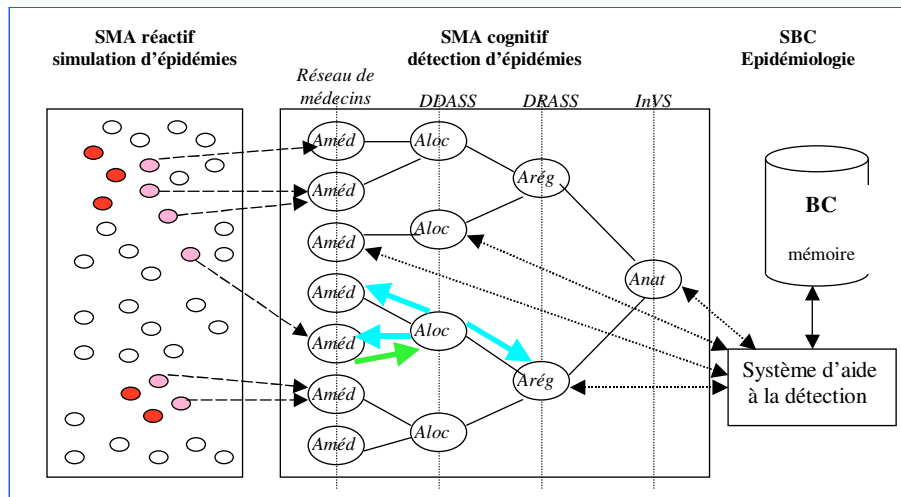 SMA réactif
simulation d'épidémies
SMA cognitif
détection d'épidémies
SBC
Epidémiologie
Réseau de
médecins
DDASS
DRASS
InVS
Améd
Aloc
Améd
Arég
Améd
Aloc
Améd
Anat
Améd
Aloc
Améd
Arég
Améd
Aloc
BC
mémoire
Système d'aide
à la détection